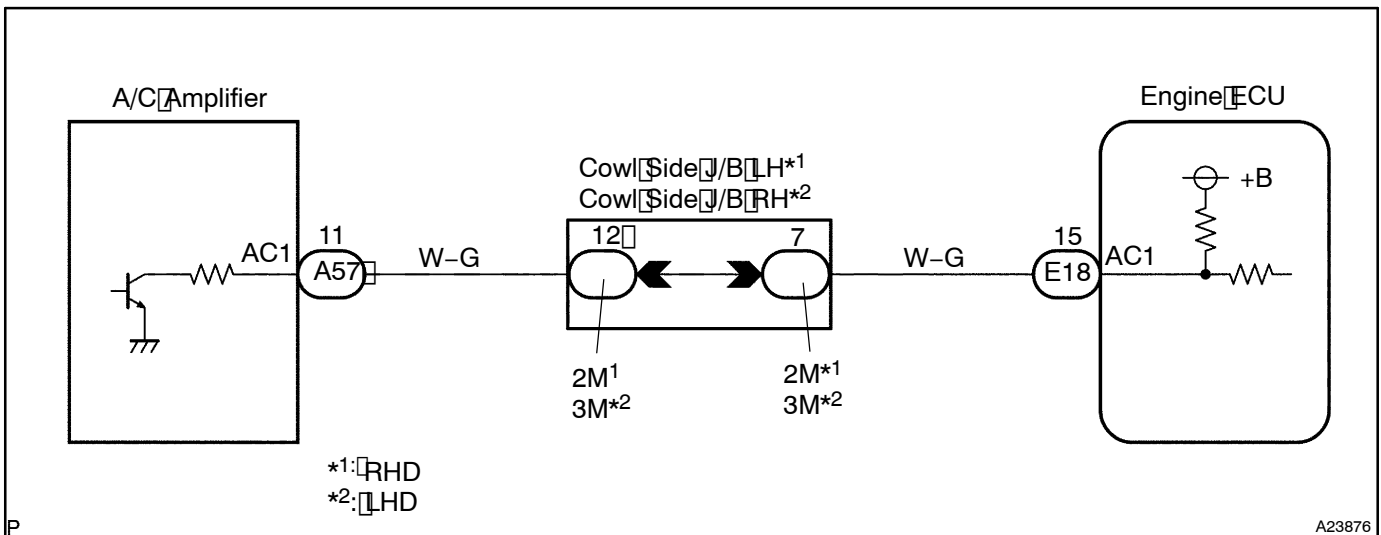 A/C Amplifier
Engine ECU
Cowl Side J/B LH*1
Cowl Side J/B RH*2
+B
11
12
7
15
AC1
A57
W–G
W–G
E18
AC1
2M1
3M*2
2M*1
3M*2
*1: RHD
*2: LHD
P
A23876